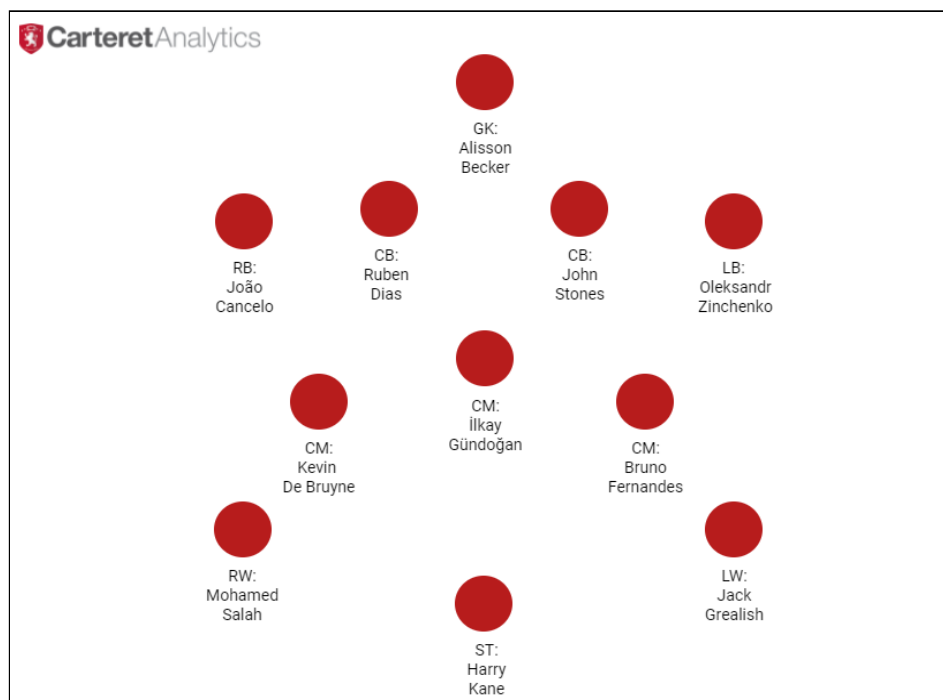 CarteretAnalytics
GK:
Alisson
Becker
RB:
João
Cancelo
CB:
Ruben
Dias
CB:
John
Stones
LB:
Oleksandr
Zinchenko
CM:
Kevin
De Bruyne
CM:
İlkay
Gündoğan
CM:
Bruno
Fernandes
RW:
Mohamed
Salah
ST:
Harry
Kane
LW:
Jack
Grealish